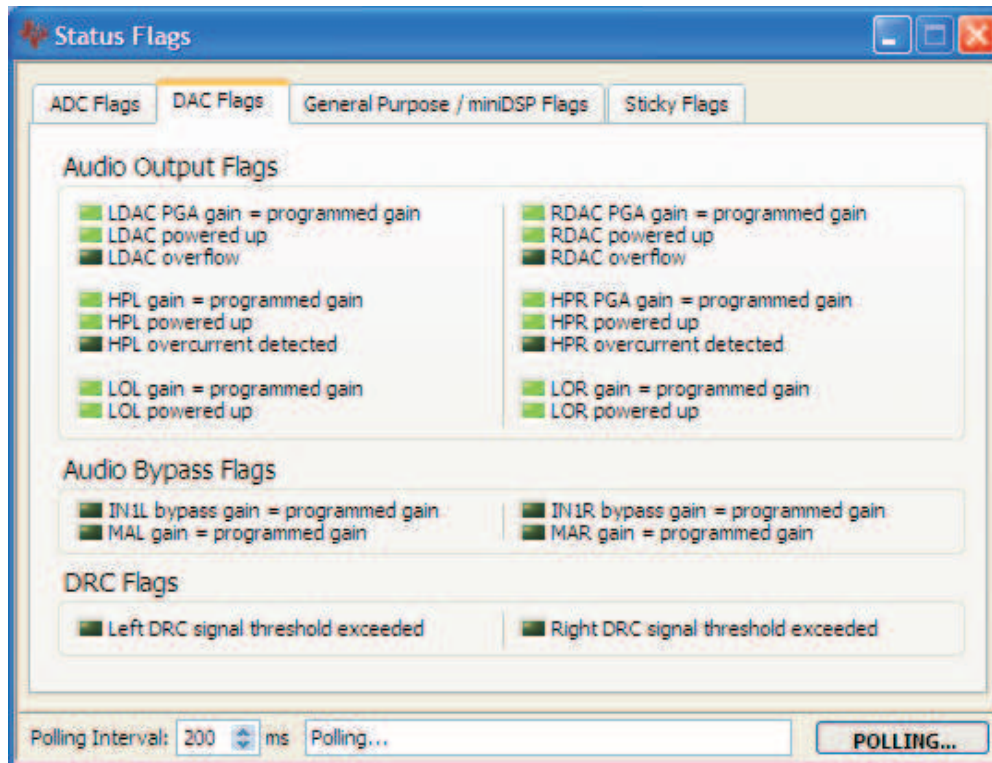 Status Flags
ADC Flags
DAC Flags
General Purpose / miniDSP Flags
Sticky Flags
Audio Output Flags
LDAC PGA gain = programmed gain
LDAC powered up
LDAC overflow
HPL gain = programmed gain
HPL powered up
HPL overcurrent detected
LOL gain = programmed gain
LOL powered up
RDAC PGA gain = programmed gain
RDAC powered up
RDAC overflow
HPR PGA gain = programmed gain
HPR powered up
HPR overcurrent detected
LOR gain = programmed gain
LOR powered up
Audio Bypass Flags
IN1L bypass gain = programmed gain
MAL gain = programmed gain
IN1R bypass gain = programmed gain
MAR gain = programmed gain
DRC Flags
Left DRC signal threshold exceeded
Right DRC signal threshold exceeded
Polling Interval: 200 ms
Polling...
POLLING...